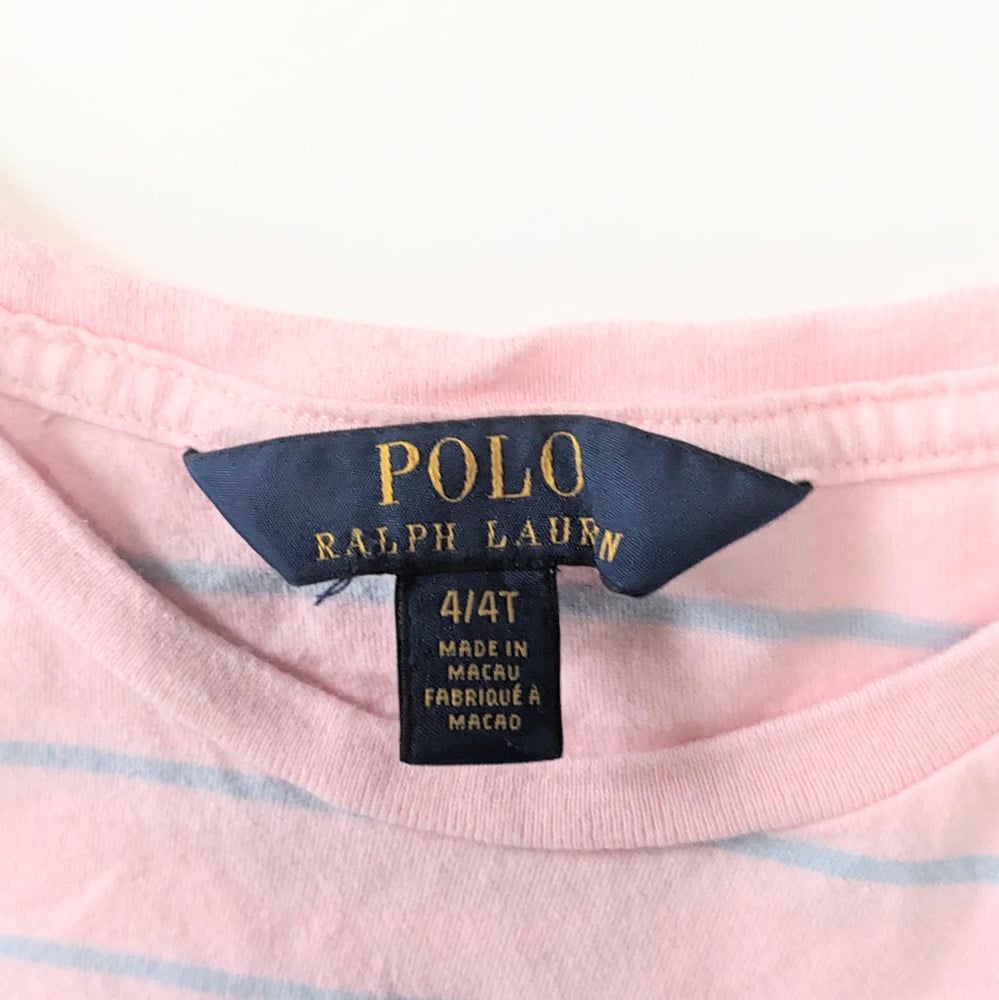 POLO
RALPH LAUREN
4/4T
MADE IN
MACAU
FABRIQUÉ À
MACAO